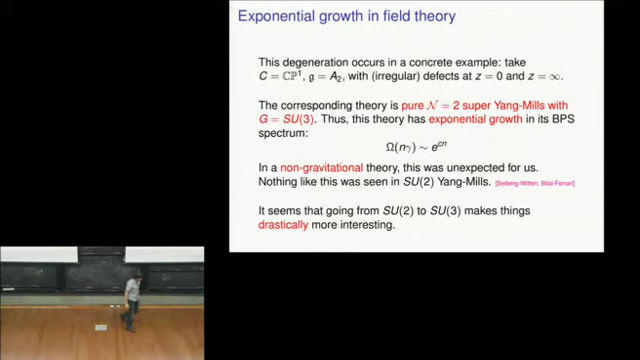 Exponential growth in field theory
This degeneration occurs in a concrete example: take
C = ℂℙ¹, 𝔤 = A₂, with (irregular) defects at z = 0 and z = ∞.
The corresponding theory is pure 𝒩 = 2 super Yang-Mills with
G = SU(3). Thus, this theory has exponential growth in its BPS
spectrum:
Ω(nγ) ∼ eᶜⁿ
In a non-gravitational theory, this was unexpected for us.
Nothing like this was seen in SU(2) Yang-Mills. [Seiberg-Witten, Bilal-Ferrari]
It seems that going from SU(2) to SU(3) makes things
drastically more interesting.